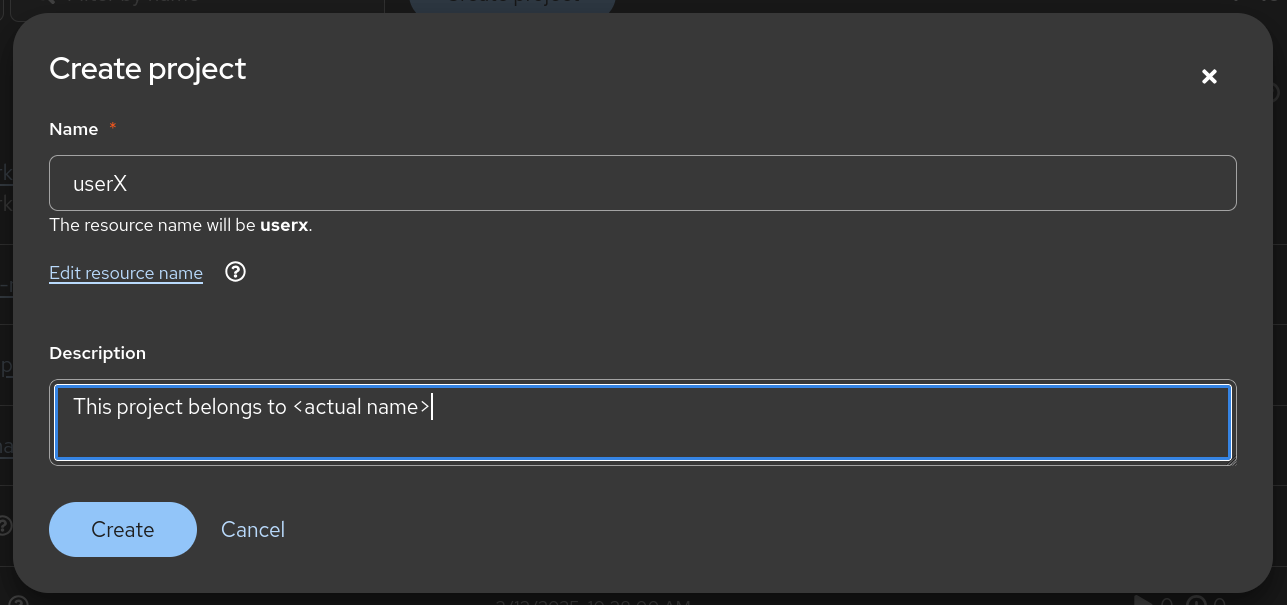 Create project
Name *
userX
The resource name will be userx.
Edit resource name
Description
This project belongs to <actual name>
Create
Cancel